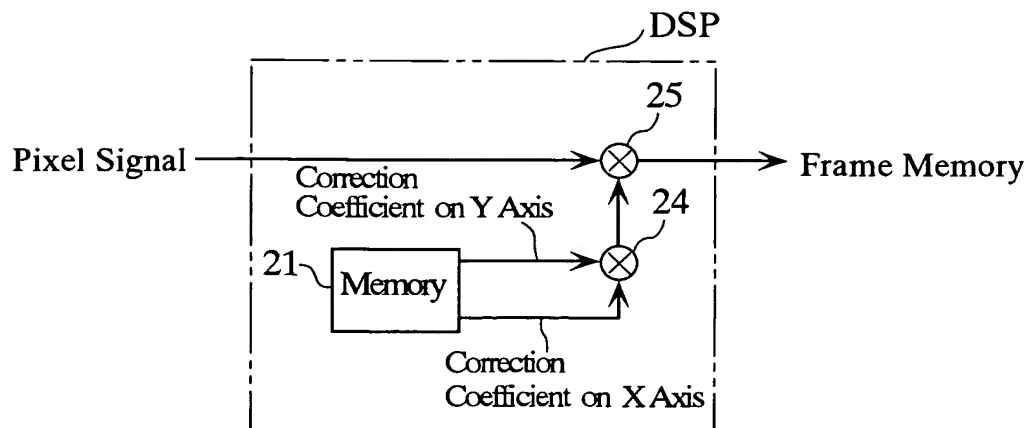 DSP
25
Pixel Signal
Frame Memory
Correction
Coefficient on Y Axis
24
21
Memory
Correction
Coefficient on X Axis